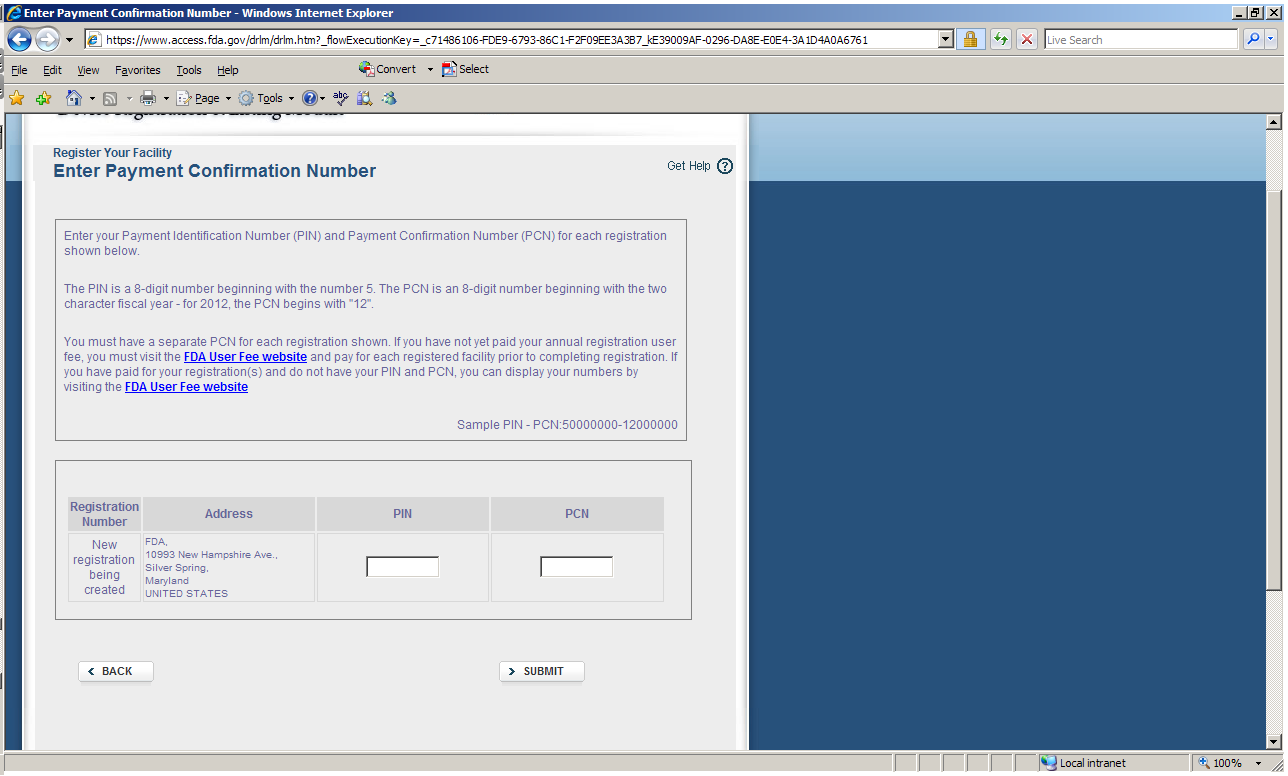 Enter Payment Confirmation Number - Windows Internet Explorer
https://www.access.fda.gov/drlm/drlm.htm?_flowExecutionKey=_c71486106-FDE9-6793-86C1-F2F09EE3A3B7_kE39009AF-0296-DA8E-E0E4-3A1D4A0A6761
Live Search
File Edit View Favorites Tools Help
Convert Select
Page Tools
Register Your Facility
Enter Payment Confirmation Number
Get Help ?
Enter your Payment Identification Number (PIN) and Payment Confirmation Number (PCN) for each registration
shown below.
The PIN is a 8-digit number beginning with the number 5. The PCN is an 8-digit number beginning with the two
character fiscal year - for 2012, the PCN begins with "12".
You must have a separate PCN for each registration shown. If you have not yet paid your annual registration user
fee, you must visit the FDA User Fee website and pay for each registered facility prior to completing registration. If
you have paid for your registration(s) and do not have your PIN and PCN, you can display your numbers by
visiting the FDA User Fee website
Sample PIN - PCN:50000000-12000000
Registration
Number
Address
PIN
PCN
New
registration
being
created
FDA,
10993 New Hampshire Ave.,
Silver Spring,
Maryland
UNITED STATES
< BACK
> SUBMIT
Local intranet
100%